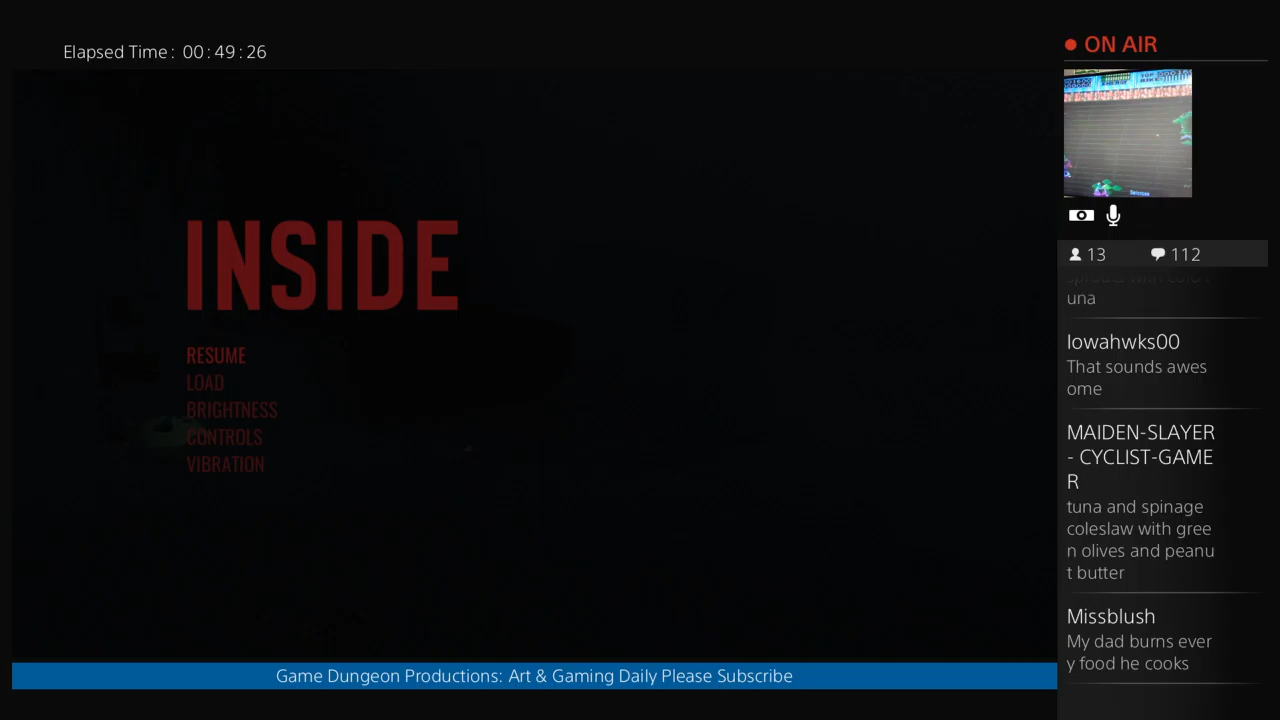 Elapsed Time: 00:49:26
ON AIR
INSIDE
RESUME
LOAD
BRIGHTNESS
CONTROLS
VIBRATION
13
112
una
Iowahwks00
That sounds awes
ome
MAIDEN-SLAYER
- CYCLIST-GAME
R
tuna and spinage
coleslaw with gree
n olives and peanu
t butter
Missblush
My dad burns ever
y food he cooks
Game Dungeon Productions: Art & Gaming Daily Please Subscribe